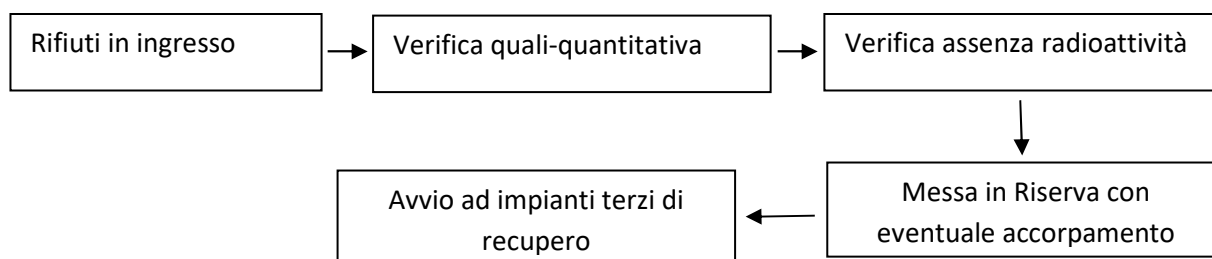 Rifiuti in ingresso
Verifica quali-quantitativa
Verifica assenza radioattività
Messa in Riserva con
eventuale accorpamento
Avvio ad impianti terzi di
recupero